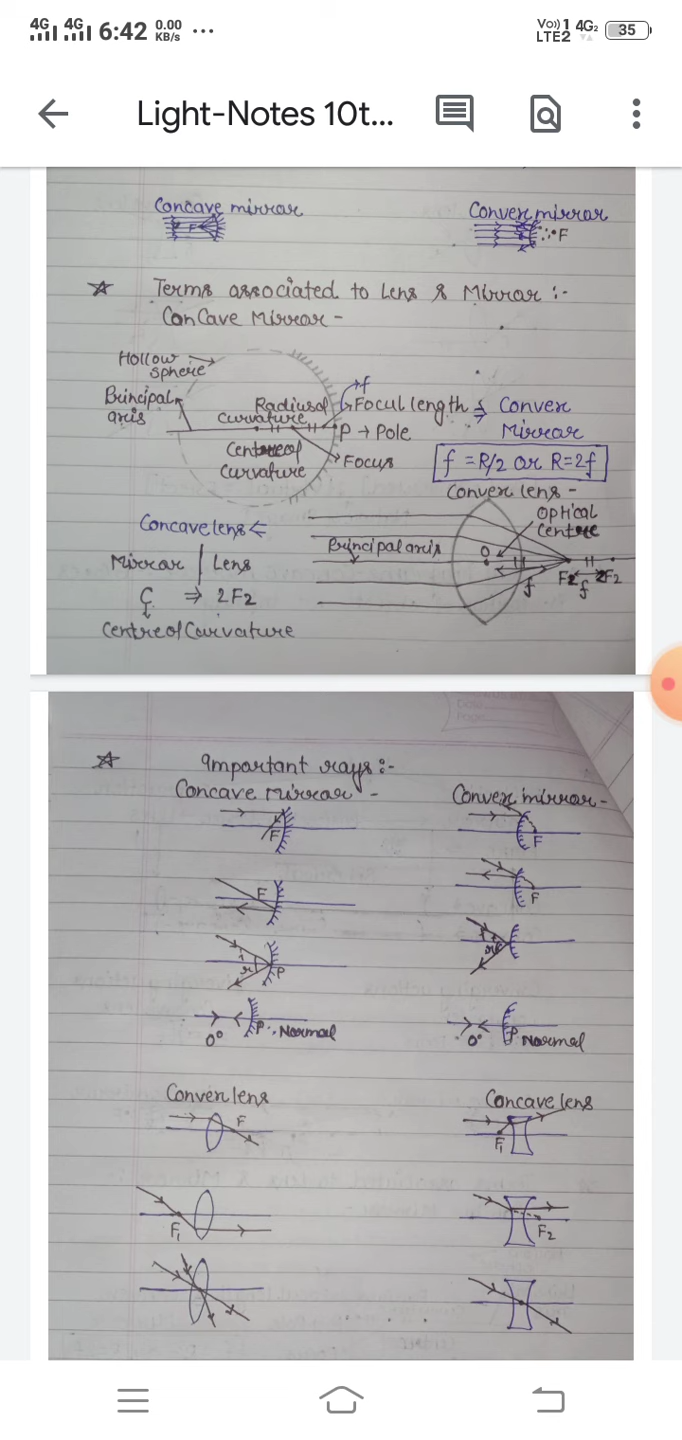 4G 4G 6:42 0.00 KB/s ...
Vo)) 1 4G2 LTE2 35
Light-Notes 10t...
Concave mirror
Convex mirror
F
F
☆ Terms associated to Lens & Mirror :-
ConCave Mirror -
Hollow sphere
Principal axis
Radius of curvature
f
Focul length
Convex Mirror
P → Pole
Centre of curvature
Focus
f = R/2 or R=2f
Convex lens -
Optical Centre
Concave lens
Principal axis
Mirror | Lens
O
C ⇒ 2F2
f
F2
f
2F2
Centre of Curvature
☆ Important rays :-
Concave mirror -
Convex mirror -
F
F
F
F
i
r
P
i
r
0°
P
Normal
0°
P
Normal
Convex lens
Concave lens
F
F1
F1
F2